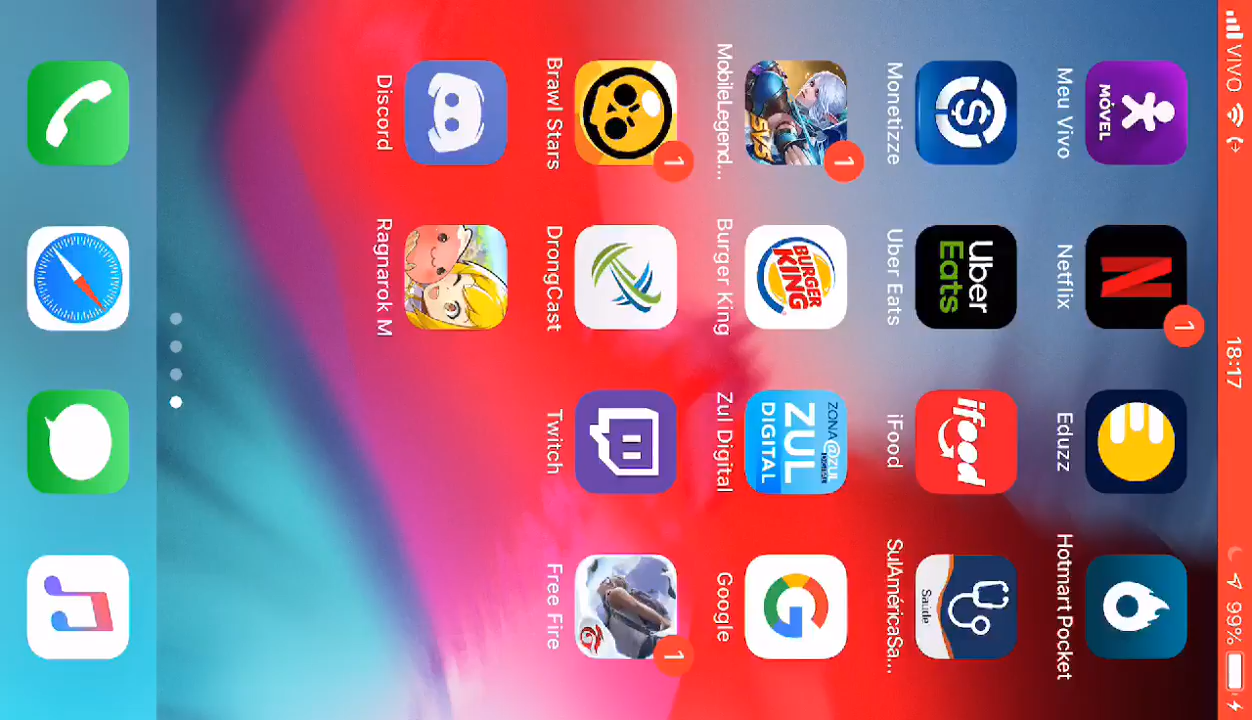 VIVO 18:17 99%
MÓVEL
Meu Vivo
1
Netflix
Eduzz
Hotmart Pocket
Monetizze
Uber
Eats
Uber Eats
ifood
iFood
Saúde
SulAméricaSa...
5V5
1
MobileLegend...
BURGER
KING
Burger King
ZONA@ZUL
ZUL
DIGITAL
Zul Digital
G
Google
1
Brawl Stars
DrongCast
Twitch
1
Free Fire
Discord
Ragnarok M